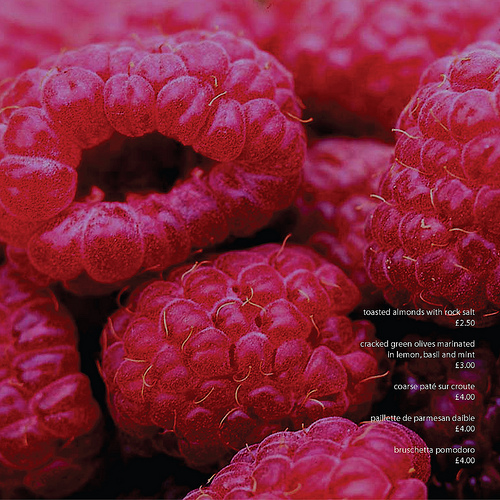 toasted almonds with rock salt
£2.50
cracked green olives marinated
in lemon, basil and mint
£3.00
coarse paté sur croute
£4.00
paillette de parmesan daible
£4.00
bruschetta pomodoro
£4.00